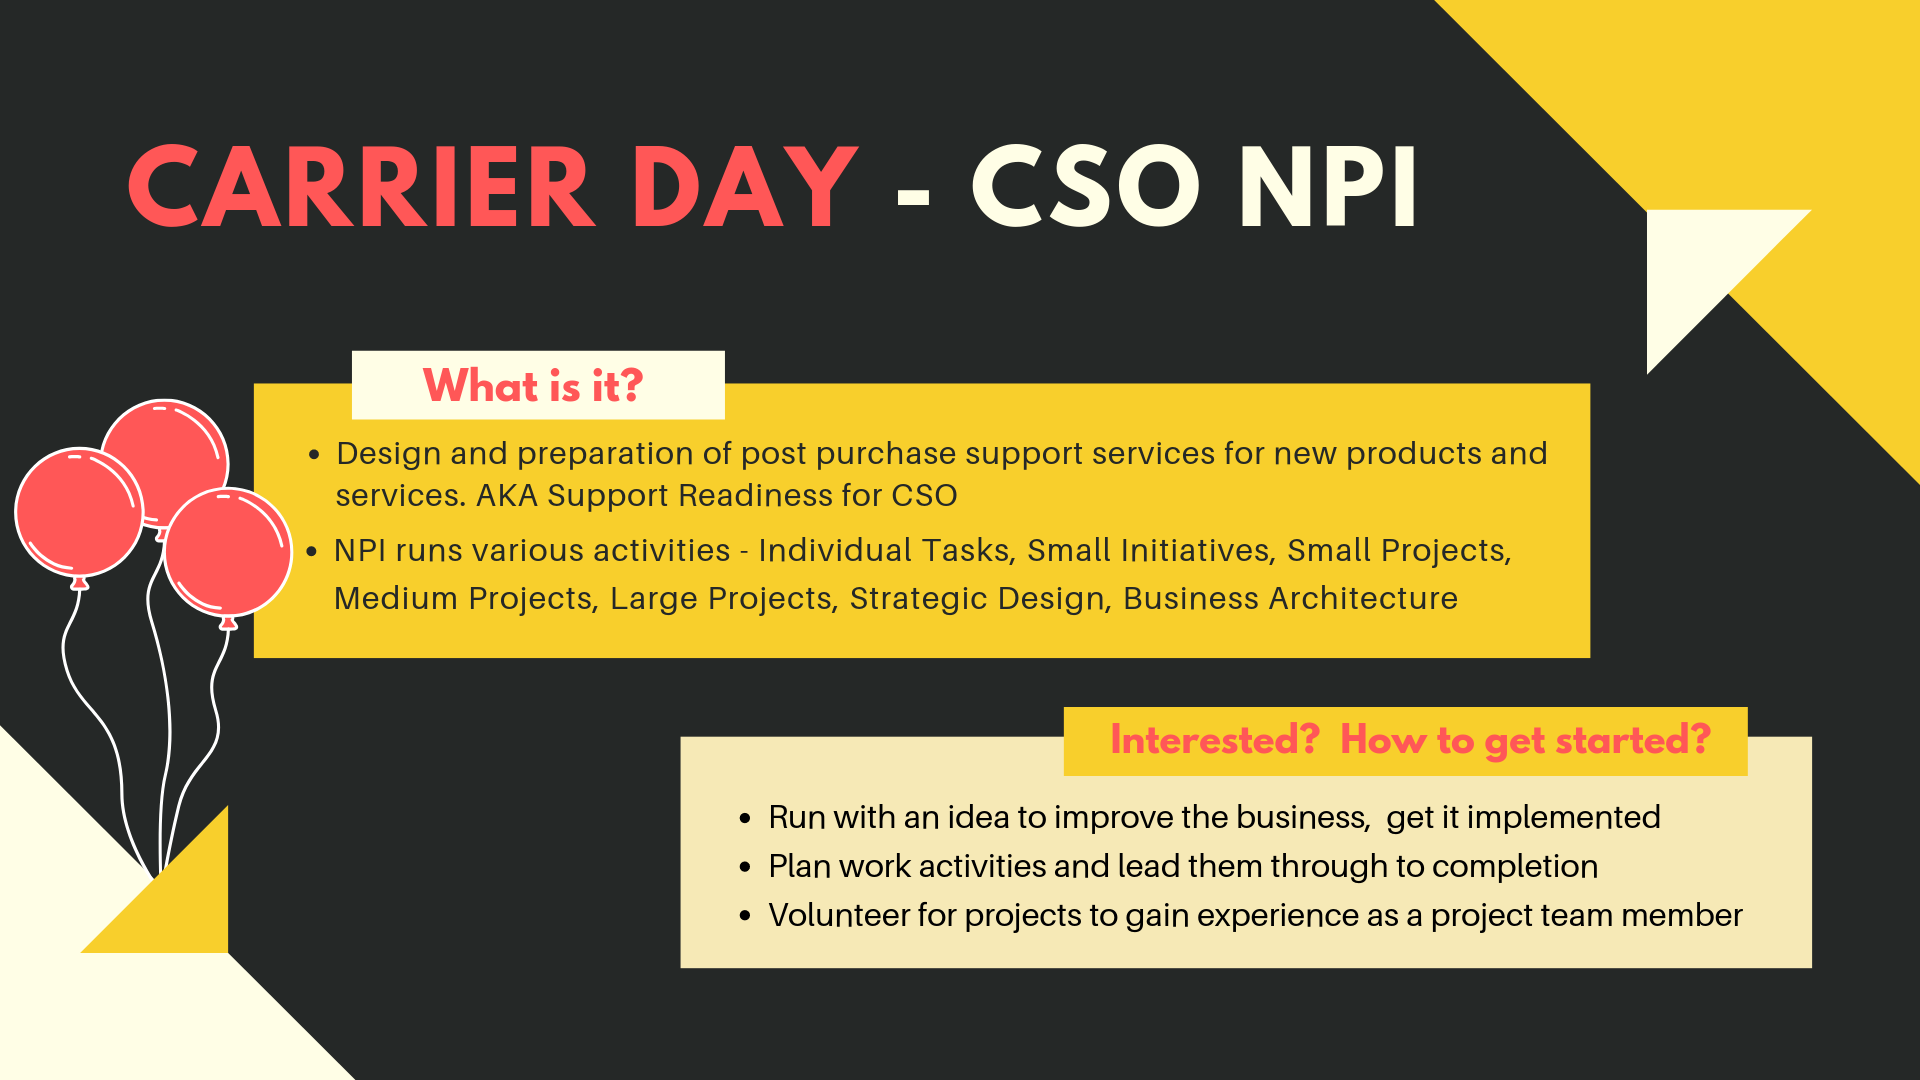 CARRIER DAY - CSO NPI
What is it?
• Design and preparation of post purchase support services for new products and
services. AKA Support Readiness for CSO
• NPI runs various activities - Individual Tasks, Small Initiatives, Small Projects,
Medium Projects, Large Projects, Strategic Design, Business Architecture
Interested?  How to get started?
• Run with an idea to improve the business,  get it implemented
• Plan work activities and lead them through to completion
• Volunteer for projects to gain experience as a project team member